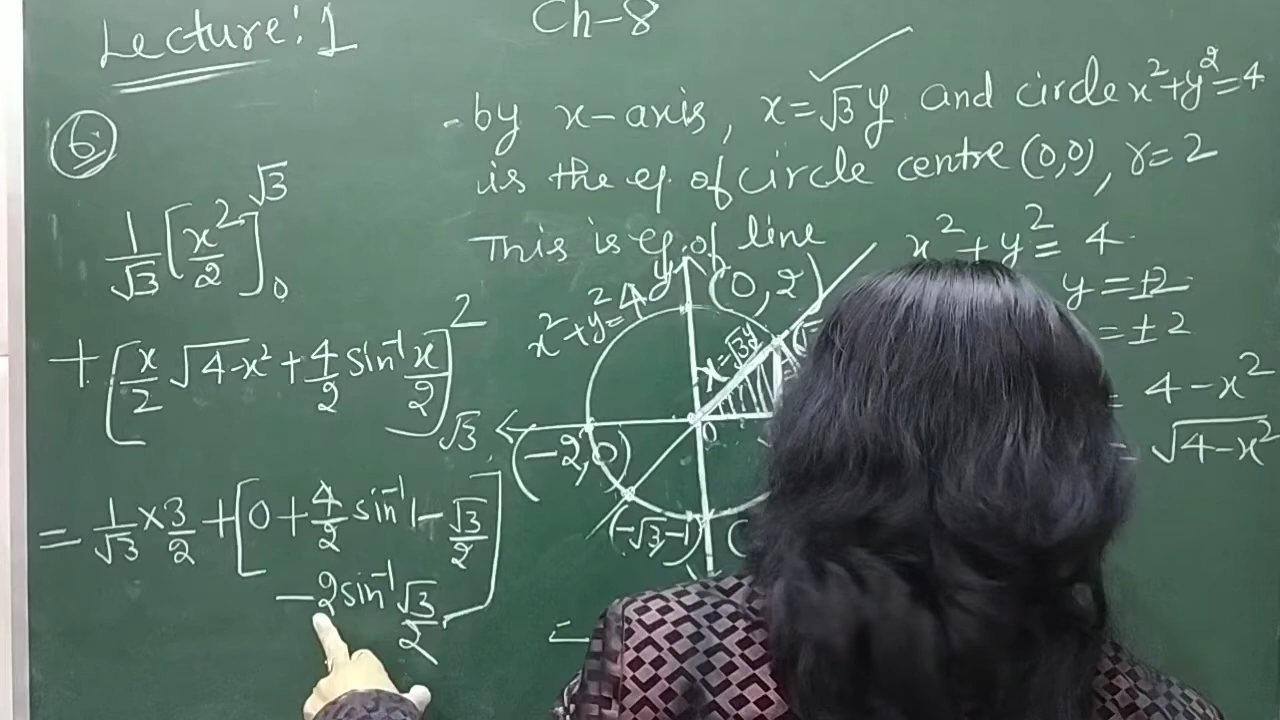 Lecture: 1
Ch-8
by x-axis, x=√3y and circle x²+y²=4
is the eq. of circle centre (0,0), r=2
This is eq. of line
x²+y²=4
y=±2
=±2
= 4-x²
= √4-x²
6
1/√3 [x²/2]₀^√3
+ [x/2 √4-x² + 4/2 sin⁻¹ x/2]_√3^2
= 1/√3 × 3/2 + [0 + 4/2 sin⁻¹ 1 - √3/2
- 2 sin⁻¹ √3/2]
x²+y²=4
y
(0,2)
x=√3y
0
(-2,0)
(-√3,-1)
=